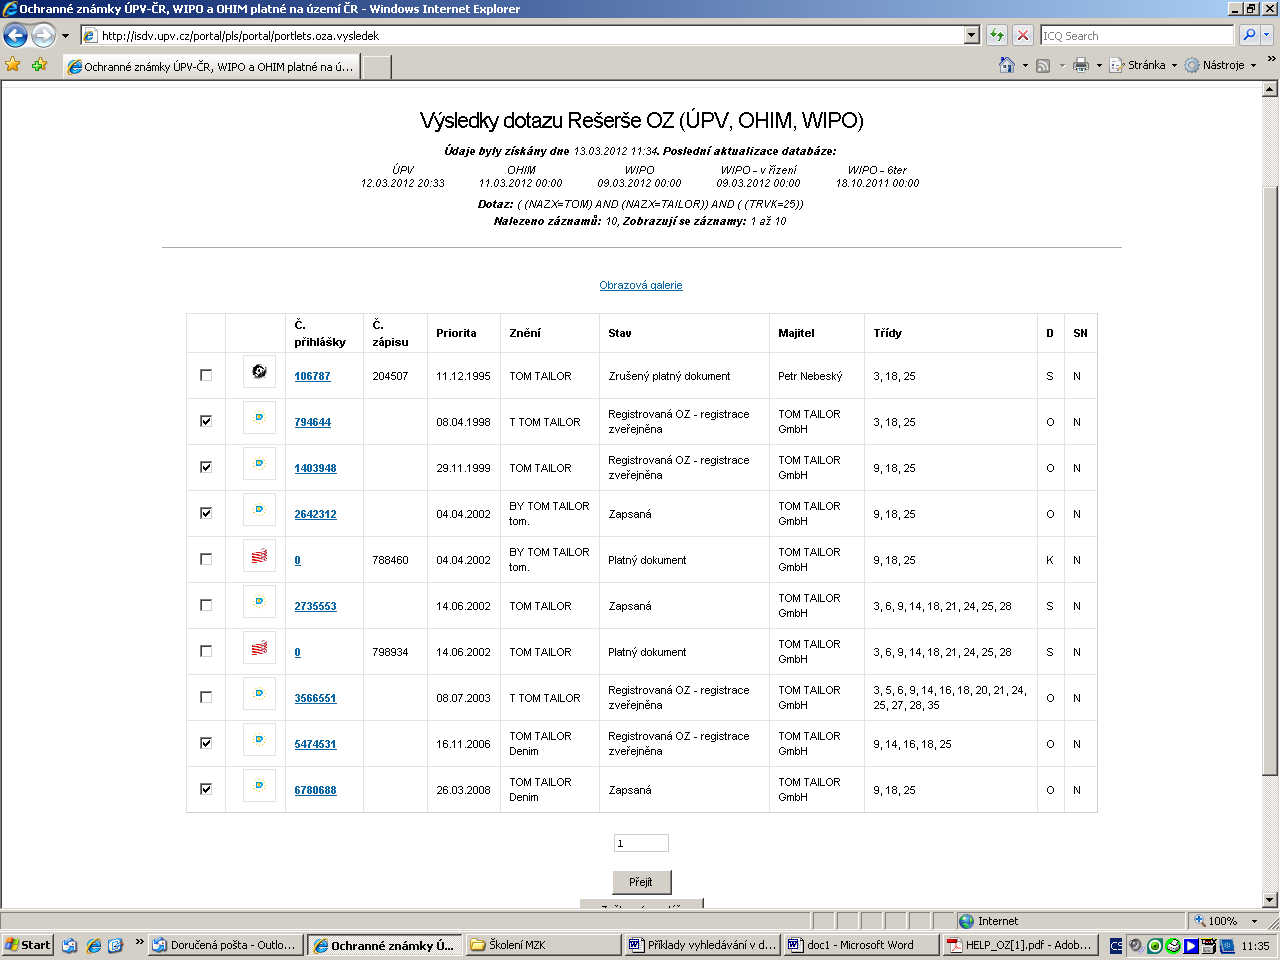 Ochranné známky ÚPV-ČR, WIPO a OHIM platné na území ČR - Windows Internet Explorer
http://isdv.upv.cz/portal/pls/portal/portlets.oza.vysledek
ICQ Search
Ochranné známky ÚPV-ČR, WIPO a OHIM platné na ú...
Stránka
Nástroje
»
Výsledky dotazu Rešerše OZ (ÚPV, OHIM, WIPO)
Údaje byly získány dne 13.03.2012 11:34. Poslední aktualizace databáze:
ÚPV OHIM WIPO WIPO - v řízení WIPO - 6ter
12.03.2012 20:33 11.03.2012 00:00 09.03.2012 00:00 09.03.2012 00:00 18.10.2011 00:00
Dotaz: ( (NAZX=TOM) AND (NAZX=TAILOR)) AND ( (TRVK=25))
Nalezeno záznamů: 10, Zobrazují se záznamy: 1 až 10
Obrazová galerie
Č. přihlášky Č. zápisu Priorita Znění Stav Majitel Třídy D SN
106787 204507 11.12.1995 TOM TAILOR Zrušený platný dokument Petr Nebeský 3, 18, 25 S N
794644 08.04.1998 T TOM TAILOR Registrovaná OZ - registrace zveřejněna TOM TAILOR GmbH 3, 18, 25 O N
1403948 29.11.1999 TOM TAILOR Registrovaná OZ - registrace zveřejněna TOM TAILOR GmbH 9, 18, 25 O N
2642312 04.04.2002 BY TOM TAILOR tom. Zapsaná TOM TAILOR GmbH 9, 18, 25 O N
0 788460 04.04.2002 BY TOM TAILOR tom. Platný dokument TOM TAILOR GmbH 9, 18, 25 K N
2735553 14.06.2002 TOM TAILOR Zapsaná TOM TAILOR GmbH 3, 6, 9, 14, 18, 21, 24, 25, 28 S N
0 798934 14.06.2002 TOM TAILOR Platný dokument TOM TAILOR GmbH 3, 6, 9, 14, 18, 21, 24, 25, 28 S N
3566551 08.07.2003 T TOM TAILOR Registrovaná OZ - registrace zveřejněna TOM TAILOR GmbH 3, 5, 6, 9, 14, 16, 18, 20, 21, 24, 25, 27, 28, 35 O N
5474531 16.11.2006 TOM TAILOR Denim Registrovaná OZ - registrace zveřejněna TOM TAILOR GmbH 9, 14, 16, 18, 25 O N
6780688 26.03.2008 TOM TAILOR Denim Zapsaná TOM TAILOR GmbH 9, 18, 25 O N
1
Přejít
Internet
100%
Start
»
Doručená pošta - Outlo...
Ochranné známky Ú...
Školení MZK
Příklady vyhledávání v d...
doc1 - Microsoft Word
HELP_OZ[1].pdf - Adob...
CS
11:35